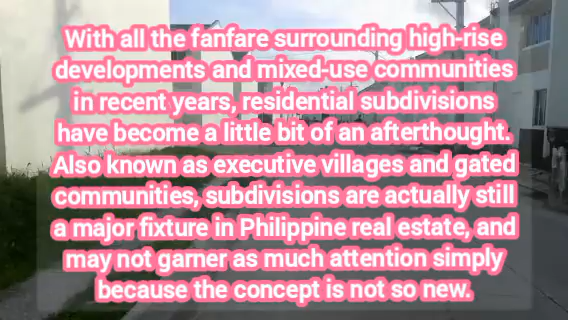 With all the fanfare surrounding high-rise
developments and mixed-use communities
in recent years, residential subdivisions
have become a little bit of an afterthought.
Also known as executive villages and gated
communities, subdivisions are actually still
a major fixture in Philippine real estate, and
may not garner as much attention simply
because the concept is not so new.